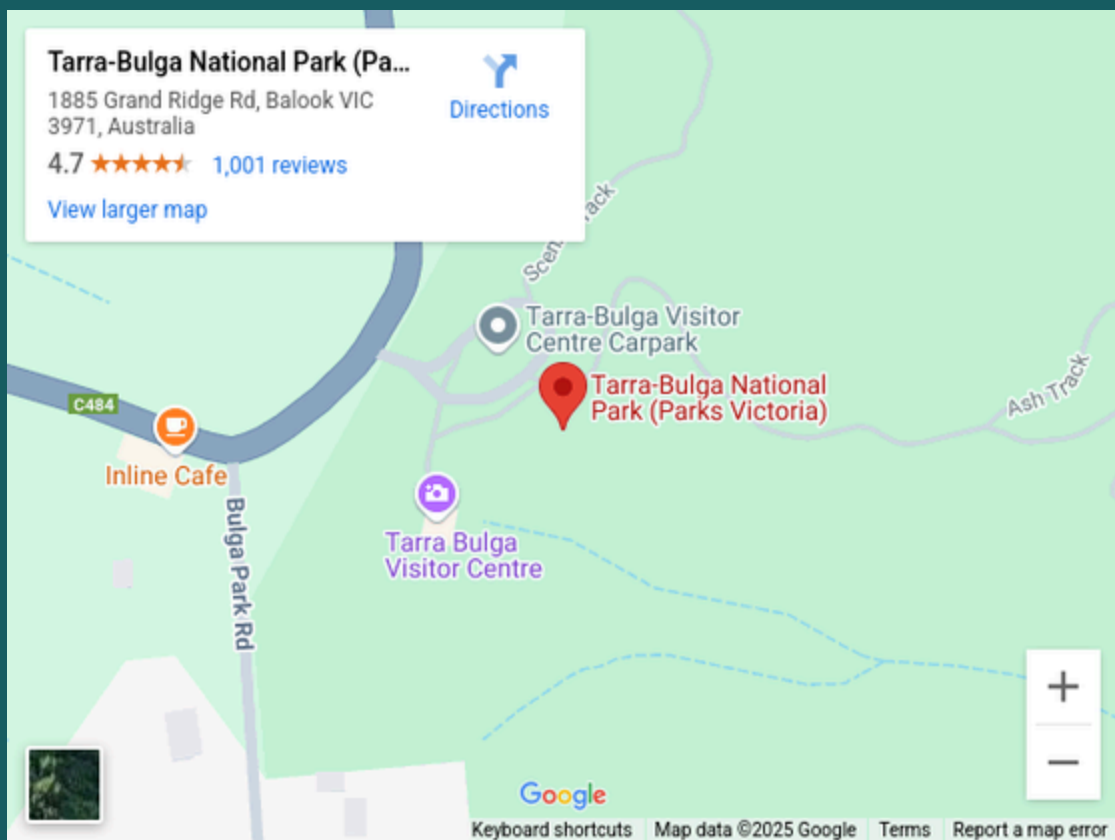 Tarra-Bulga National Park (Pa...
1885 Grand Ridge Rd, Balook VIC
3971, Australia
4.7
1,001 reviews
View larger map
Directions
Tarra-Bulga Visitor
Centre Carpark
Tarra-Bulga National
Park (Parks Victoria)
Ash Track
C484
Inline Cafe
Bulga Park Rd
Tarra Bulga
Visitor Centre
Google
Keyboard shortcuts
Map data ©2025 Google
Terms
Report a map error